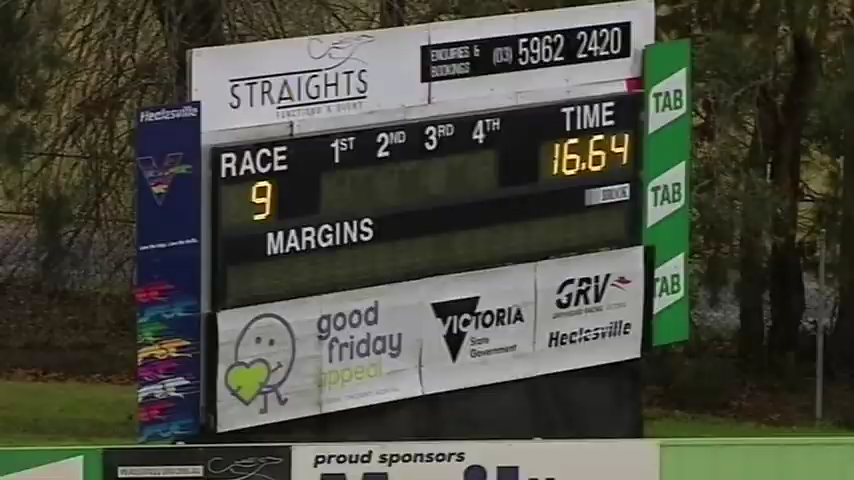 STRAIGHTS
FUNCTIONS & EVENT
ENQUIRIES & BOOKINGS (03) 5962 2420
Healesville
TAB
RACE 1ST 2ND 3RD 4TH TIME
9 16.64
TAB
MARGINS
TAB
good friday appeal
VICTORIA
State Government
GRV
Healesville
proud sponsors